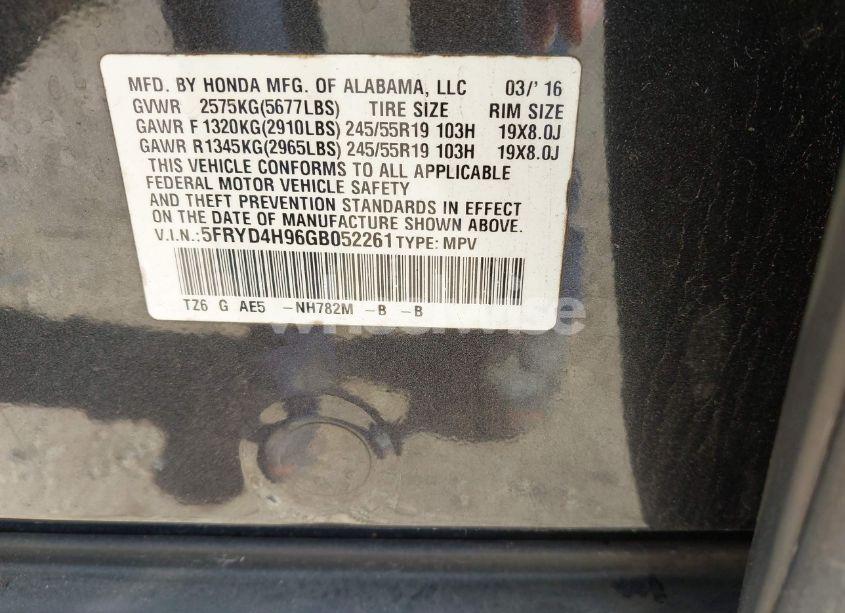 MFD. BY HONDA MFG. OF ALABAMA, LLC 03/' 16
GVWR 2575KG(5677LBS) TIRE SIZE RIM SIZE
GAWR F 1320KG(2910LBS) 245/55R19 103H 19X8.0J
GAWR R1345KG(2965LBS) 245/55R19 103H 19X8.0J
THIS VEHICLE CONFORMS TO ALL APPLICABLE
FEDERAL MOTOR VEHICLE SAFETY
AND THEFT PREVENTION STANDARDS IN EFFECT
ON THE DATE OF MANUFACTURE SHOWN ABOVE.
V.I.N.:5FRYD4H96GB052261 TYPE: MPV
TZ6 G AE5 -NH782M -B -B